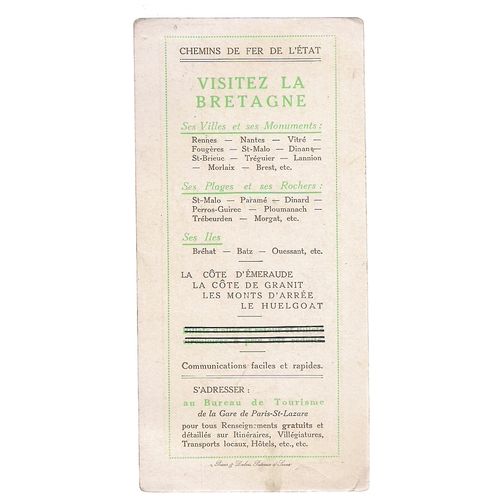 CHEMINS DE FER DE L'ÉTAT
VISITEZ LA
BRETAGNE
Ses Villes et ses Monuments :
Rennes — Nantes — Vitré —
Fougères — St-Malo — Dinan —
St-Brieuc — Tréguier — Lannion
— Morlaix — Brest, etc.
Ses Plages et ses Rochers :
St-Malo — Paramé — Dinard —
Perros-Guirec — Ploumanach —
Trébeurden — Morgat, etc.
Ses Iles
Bréhat — Batz — Ouessant, etc.
LA CÔTE D'ÉMERAUDE
LA CÔTE DE GRANIT
LES MONTS D'ARRÉE
LE HUELGOAT
Communications faciles et rapides.
S'ADRESSER :
au Bureau de Tourisme
de la Gare de Paris-St-Lazare
pour tous Renseignements gratuits et
détaillés sur Itinéraires, Villégiatures,
Transports locaux, Hôtels, etc., etc.